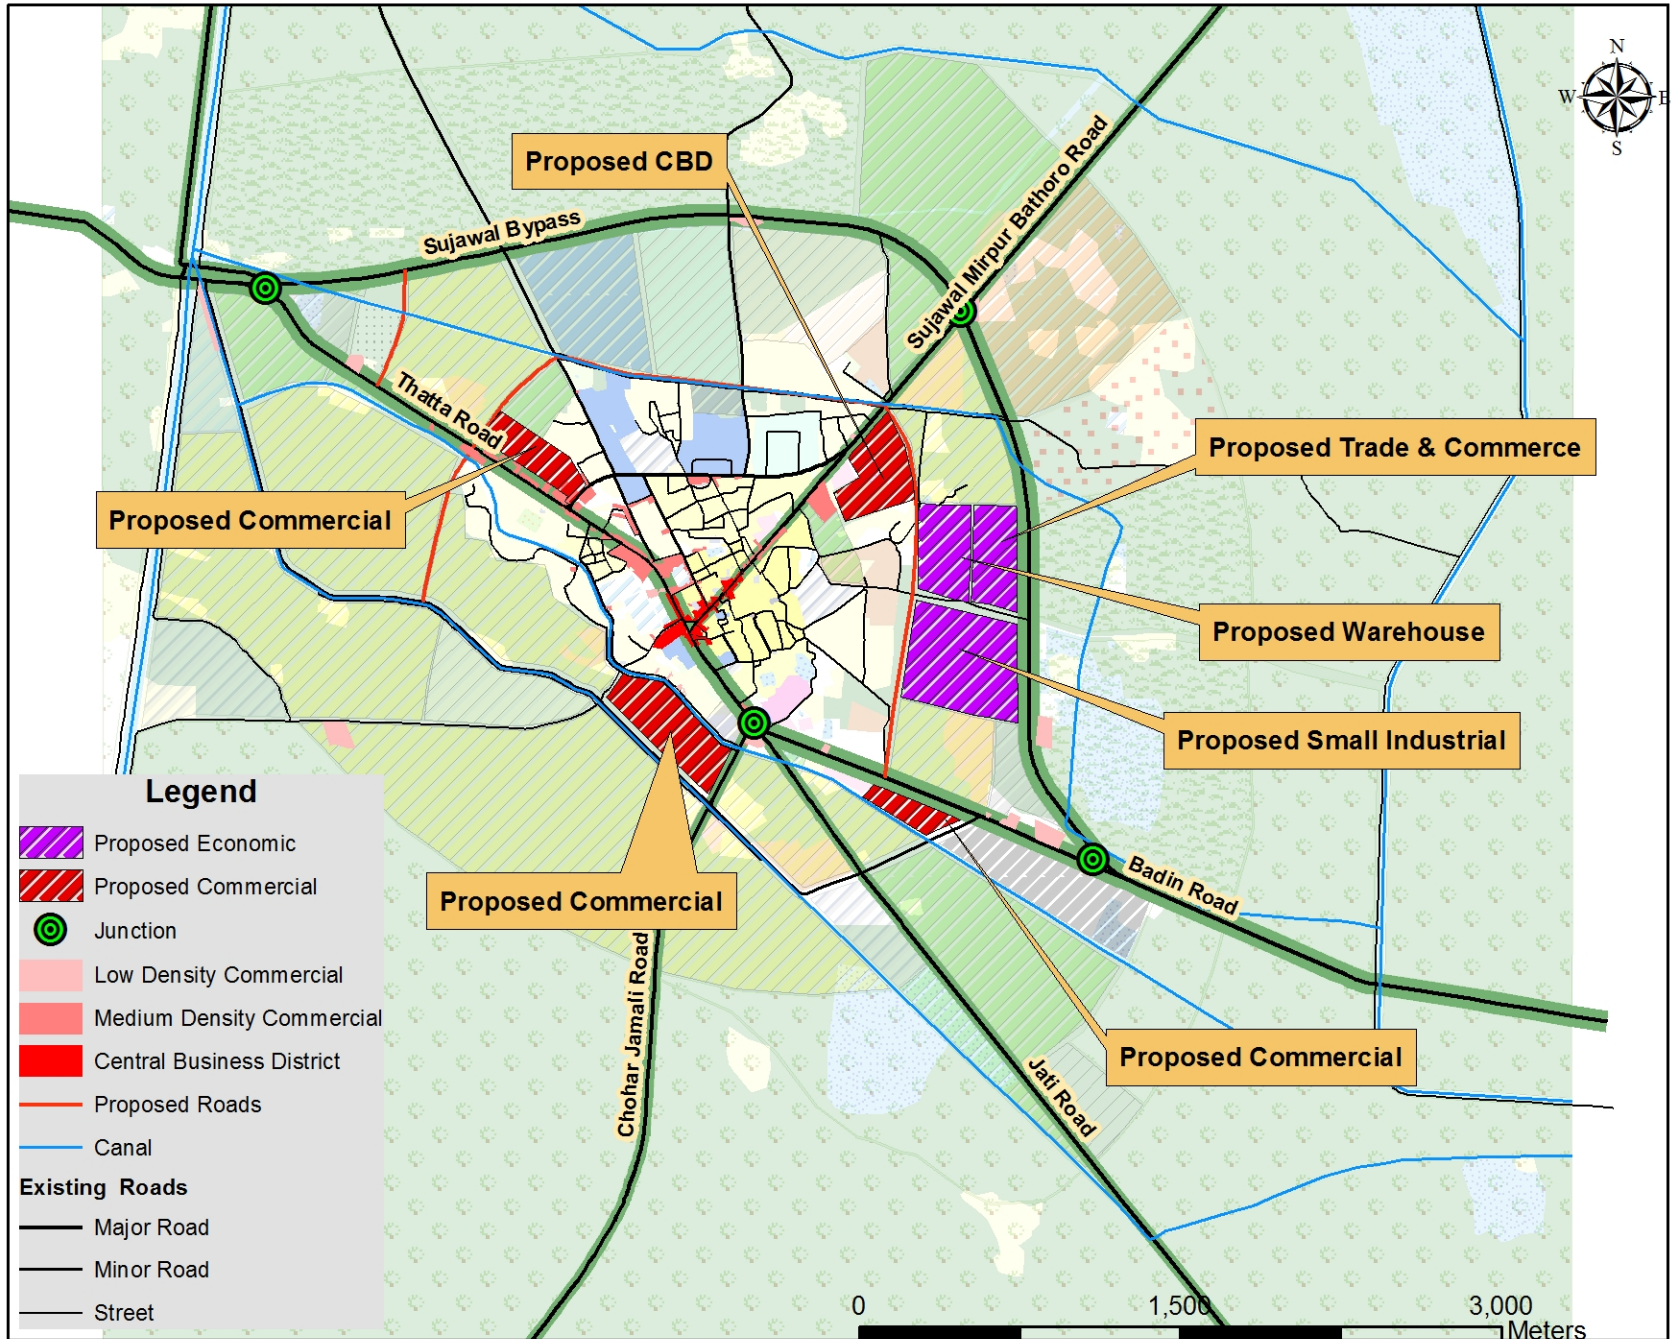 N
W
E
S
Proposed CBD
Sujawal Bypass
Sujawal Mirpur Bathoro Road
Thatta Road
Proposed Trade & Commerce
Proposed Commercial
Proposed Warehouse
Proposed Small Industrial
Legend
Proposed Economic
Proposed Commercial
Junction
Low Density Commercial
Medium Density Commercial
Central Business District
Proposed Roads
Canal
Existing Roads
Major Road
Minor Road
Street
Proposed Commercial
Badin Road
Chohar Jamali Road
Proposed Commercial
Jati Road
0 1,500 3,000
Meters